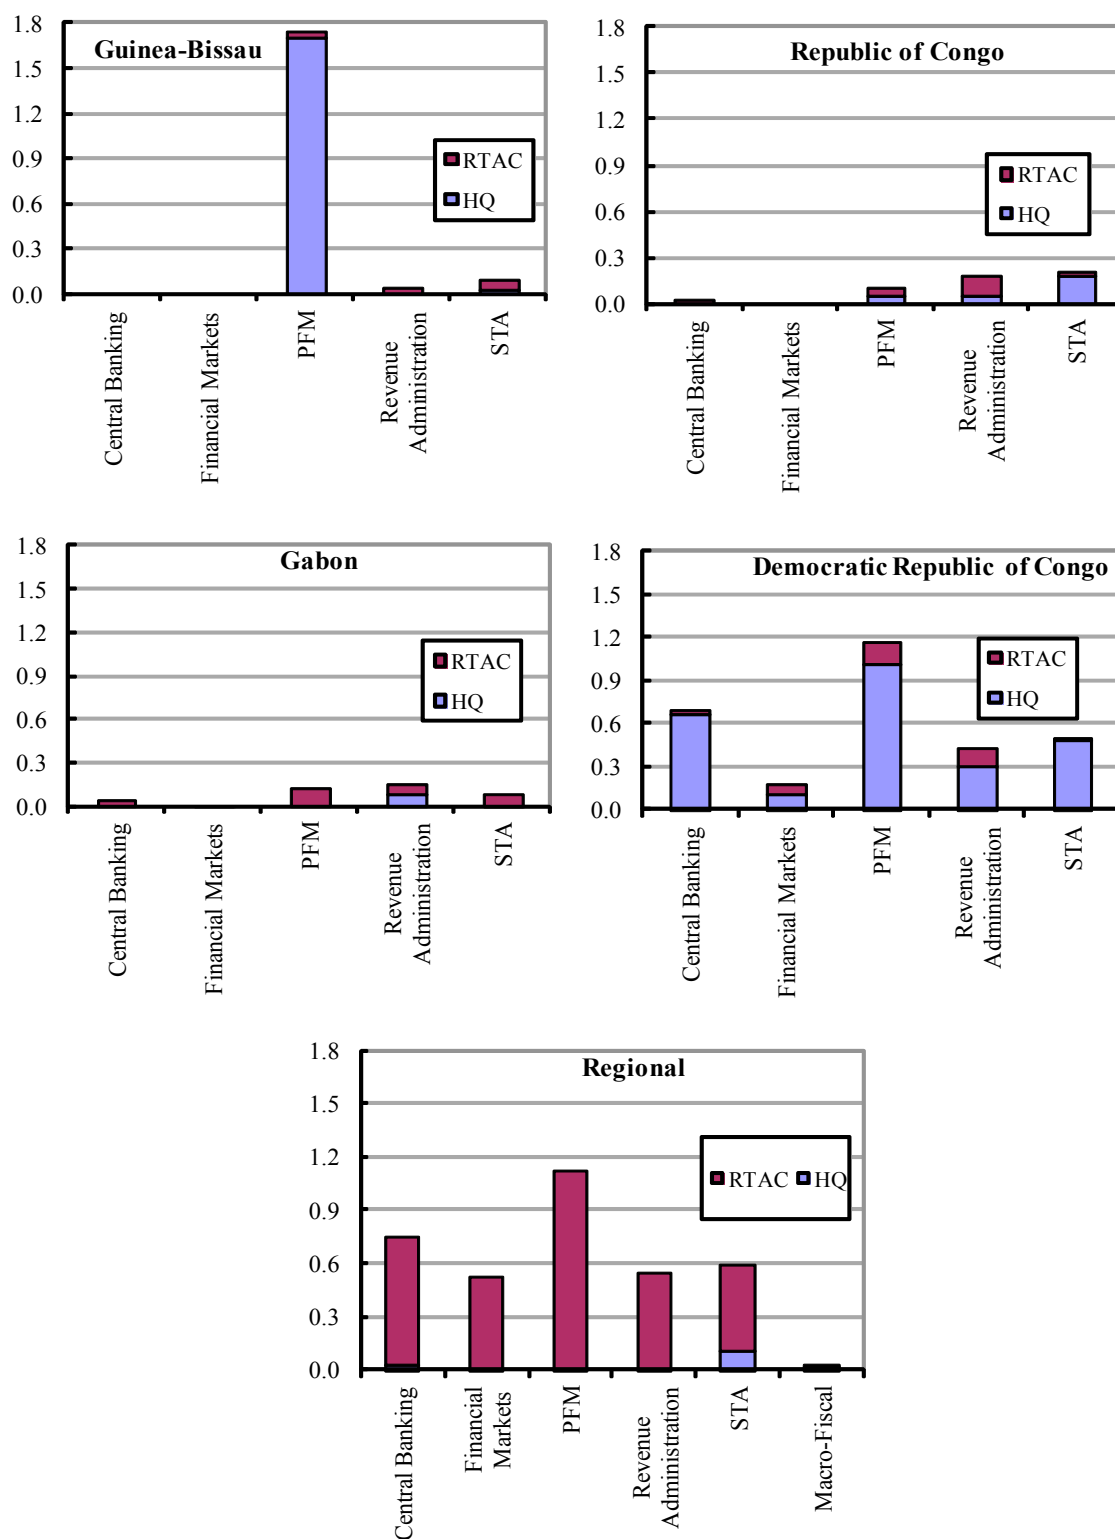 Guinea-Bissau
1.8
1.5
1.2
0.9
0.6
0.3
0.0
RTAC
HQ
Central Banking
Financial Markets
PFM
Revenue
Administration
STA
Republic of Congo
1.8
1.5
1.2
0.9
0.6
0.3
0.0
RTAC
HQ
Central Banking
Financial Markets
PFM
Revenue
Administration
STA
Gabon
1.8
1.5
1.2
0.9
0.6
0.3
0.0
RTAC
HQ
Central Banking
Financial Markets
PFM
Revenue
Administration
STA
Democratic Republic of Congo
1.8
1.5
1.2
0.9
0.6
0.3
0.0
RTAC
HQ
Central Banking
Financial Markets
PFM
Revenue
Administration
STA
Regional
1.8
1.5
1.2
0.9
0.6
0.3
0.0
RTAC HQ
Central Banking
Financial
Markets
PFM
Revenue
Administration
STA
Macro-Fiscal